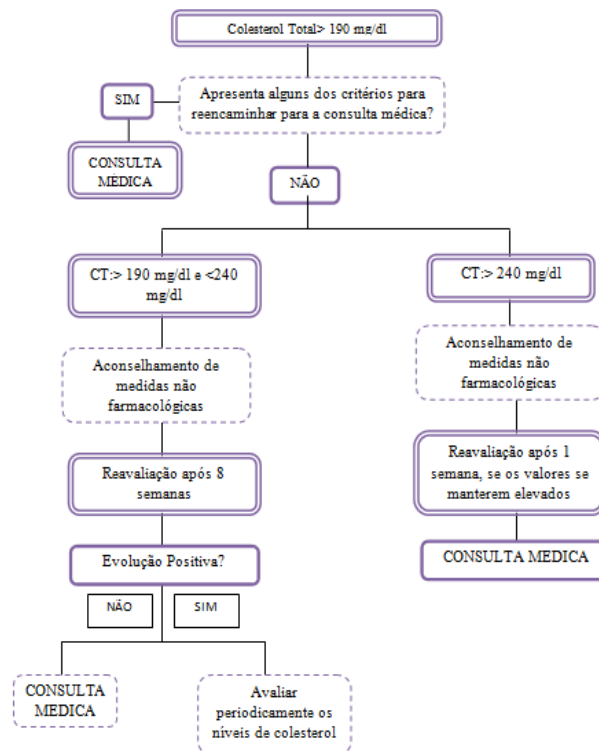 Colesterol Total> 190 mg/dl
Apresenta alguns dos critérios para
reencaminhar para a consulta médica?
SIM
CONSULTA
MÉDICA
NÃO
CT:> 190 mg/dl e <240
mg/dl
Aconselhamento de
medidas não
farmacológicas
Reavaliação após 8
semanas
Evolução Positiva?
NÃO
SIM
CONSULTA
MEDICA
Avaliar
periodicamente os
níveis de colesterol
CT:> 240 mg/dl
Aconselhamento de
medidas não
farmacológicas
Reavaliação após 1
semana, se os valores se
manterem elevados
CONSULTA MEDICA